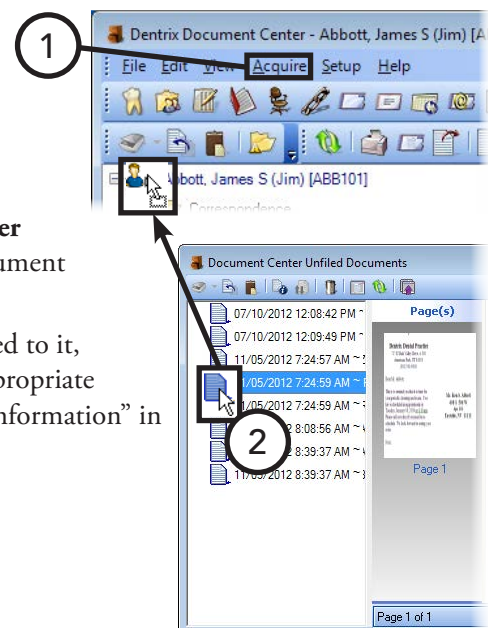 1
Dentrix Document Center - Abbott, James S (Jim) [A
File Edit View Acquire Setup Help
Abbott, James S (Jim) [ABB101]
Correspondence
er
ument
ed to it,
propriate
nformation” in
Document Center Unfiled Documents
07/10/2012 12:08:42 PM ~
07/10/2012 12:09:49 PM ~
11/05/2012 7:24:57 AM ~
11/05/2012 7:24:59 AM ~
11/05/2012 7:24:59 AM ~
2 8:08:56 AM ~
2 8:39:37 AM ~
11/05/2012 8:39:37 AM ~
2
Page(s)
Dentrix Dental Practice
Page 1
Page 1 of 1